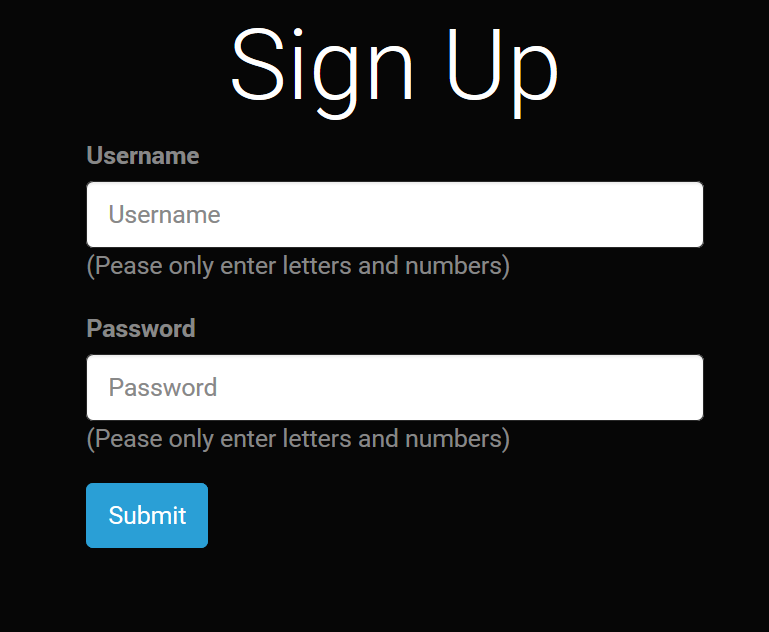 Sign Up
Username
Username
(Pease only enter letters and numbers)
Password
Password
(Pease only enter letters and numbers)
Submit